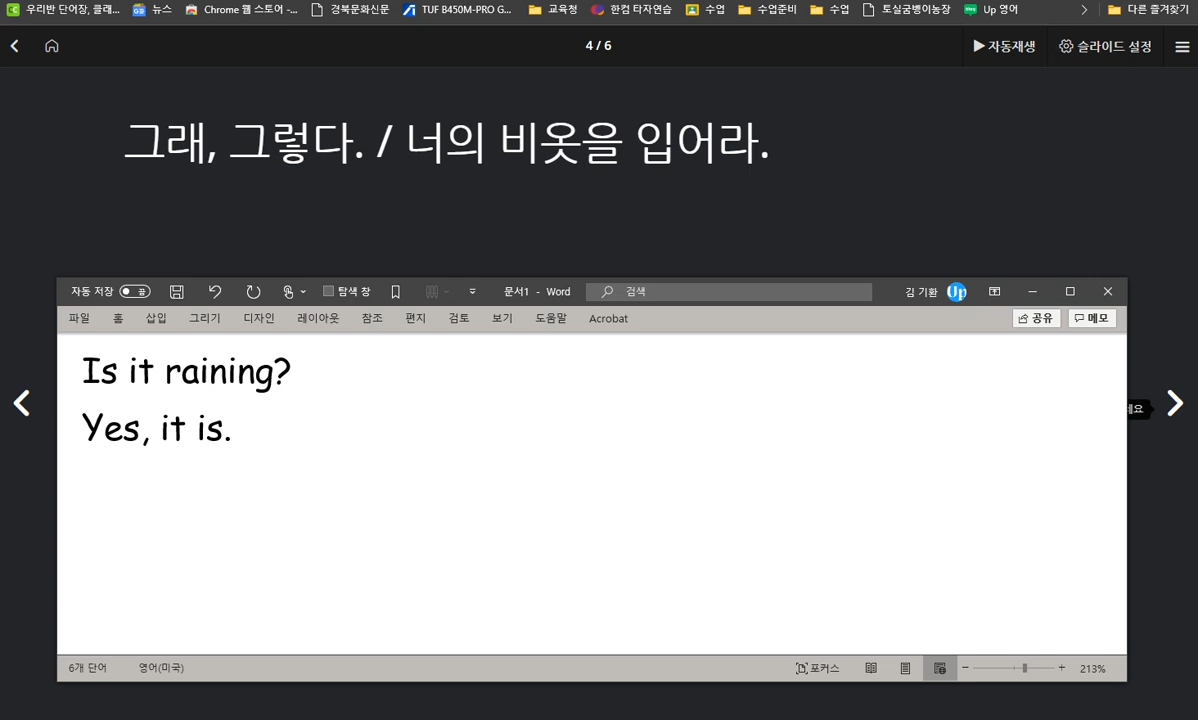 우리반 단어장, 클래... 뉴스 Chrome 웹 스토어 -... 경북문화신문 TUF B450M-PRO G... 교육청 한컴 타자연습 수업 수업준비 수업 토실굼벵이농장 Up 영어 다른 즐겨찾기
4 / 6 자동재생 슬라이드 설정
그래, 그렇다. / 너의 비옷을 입어라.
자동 저장 끔 탐색 창 문서1 - Word 검색 김 기환 Up
파일 홈 삽입 그리기 디자인 레이아웃 참조 편지 검토 보기 도움말 Acrobat 공유 메모
Is it raining?
Yes, it is.
6개 단어 영어(미국) 포커스 213%